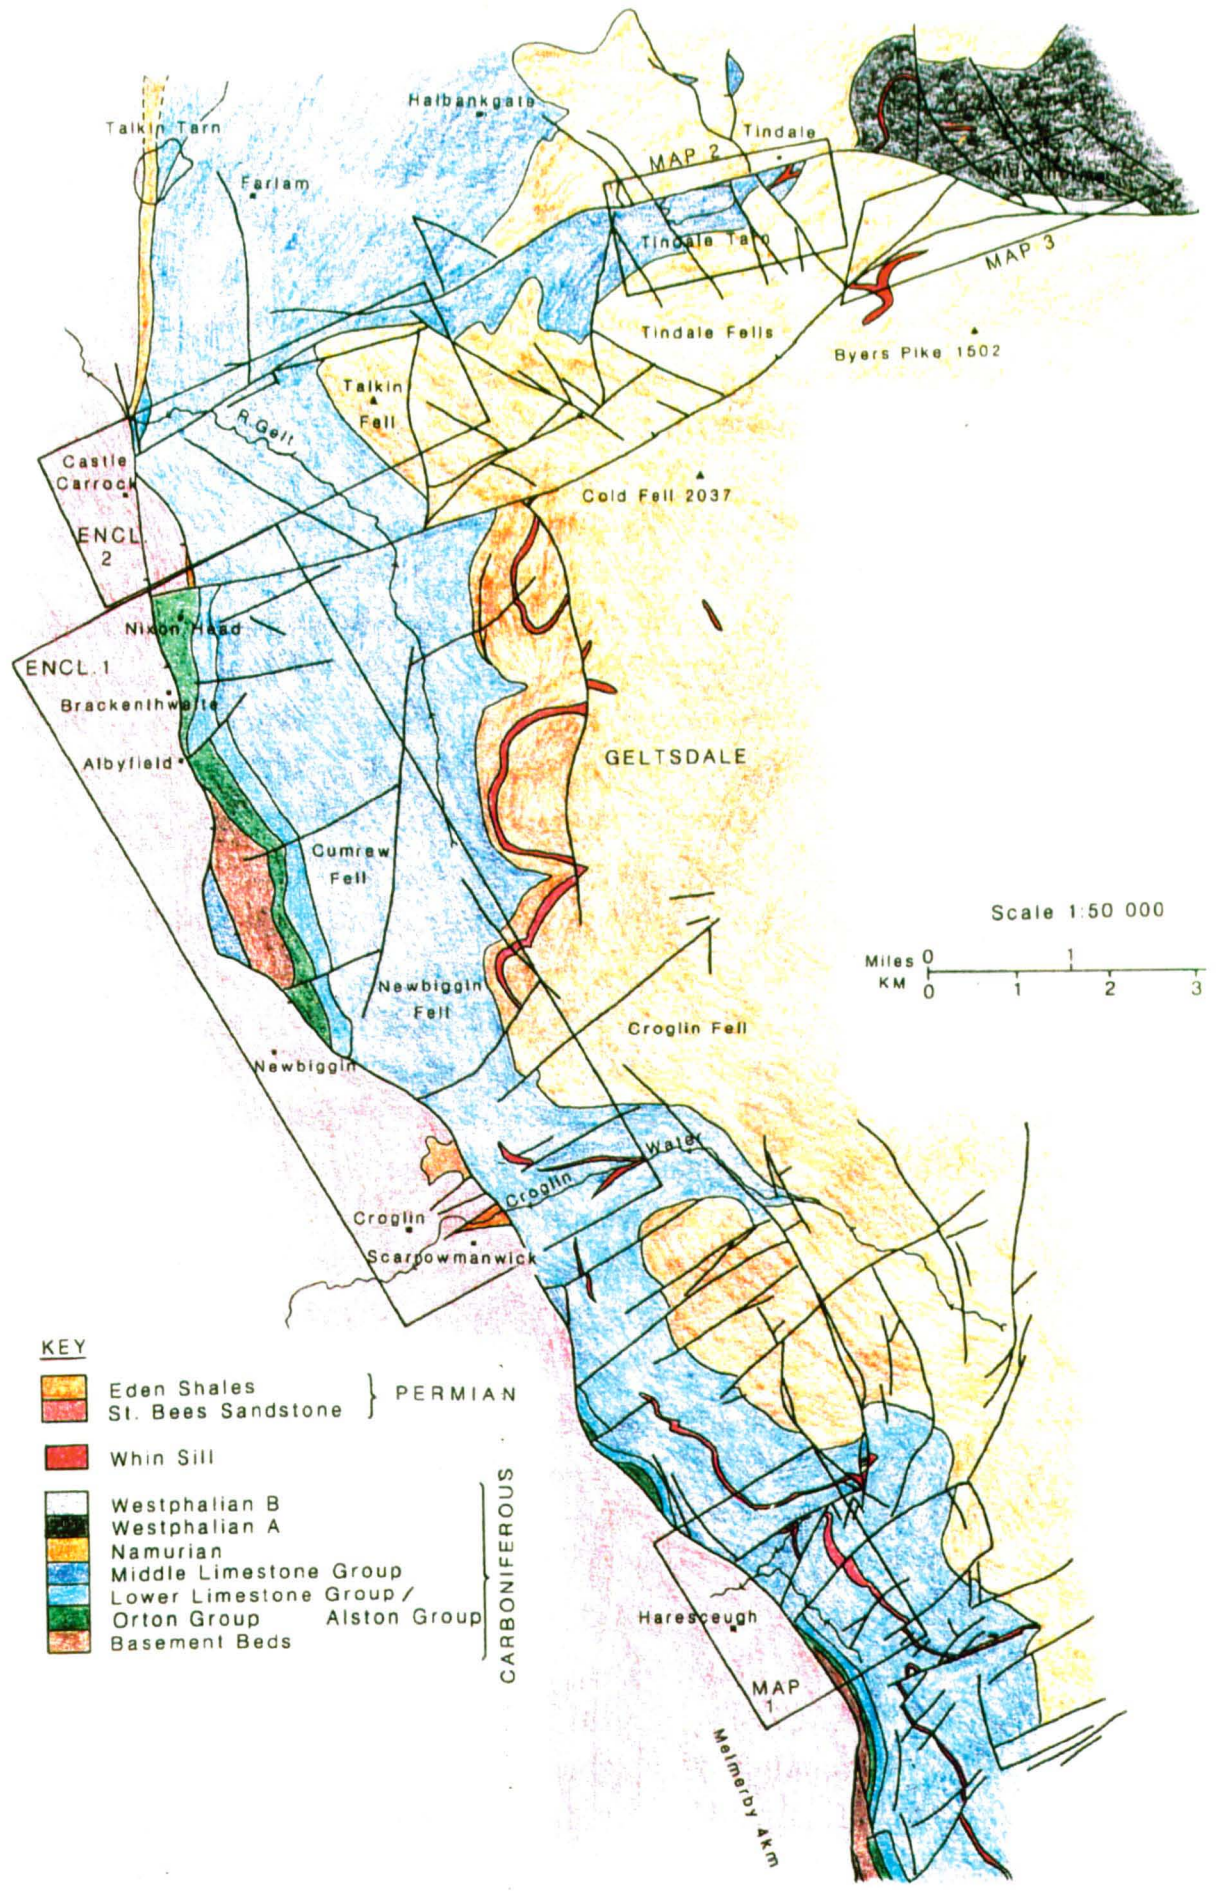 Halbankgate
Talkin Tarn
Tindale
MAP 2
Farlam
Tindale Tarn
MAP 3
Tindale Fells
Byers Pike 1502
Talkin
Fell
R. Gelt
Castle
Carrock
Cold Fell 2037
ENCL.
2
Nixon Head
ENCL. 1
Brackenthwaite
GELTSDALE
Albyfield
Cumrew
Fell
Scale 1:50 000
Miles 0 1
KM 0 1 2 3
Newbiggin
Fell
Croglin Fell
Newbiggin
Croglin Water
Croglin
Scarpowmanwick
KEY
Eden Shales
St. Bees Sandstone
PERMIAN
Whin Sill
Westphalian B
Westphalian A
Namurian
Middle Limestone Group
Lower Limestone Group /
Orton Group Alston Group
Basement Beds
CARBONIFEROUS
Haresceugh
MAP
1
Melmerby 4km